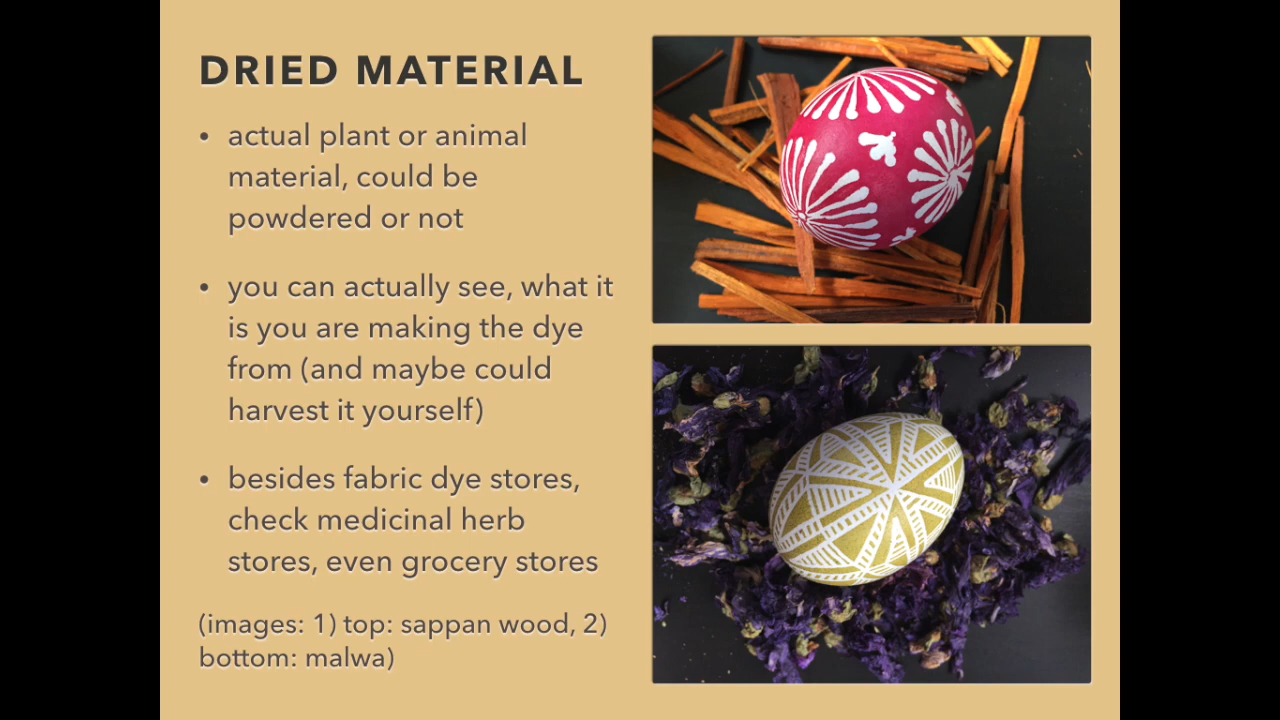 DRIED MATERIAL
• actual plant or animal
material, could be
powdered or not
• you can actually see, what it
is you are making the dye
from (and maybe could
harvest it yourself)
• besides fabric dye stores,
check medicinal herb
stores, even grocery stores
(images: 1) top: sappan wood, 2)
bottom: malwa)